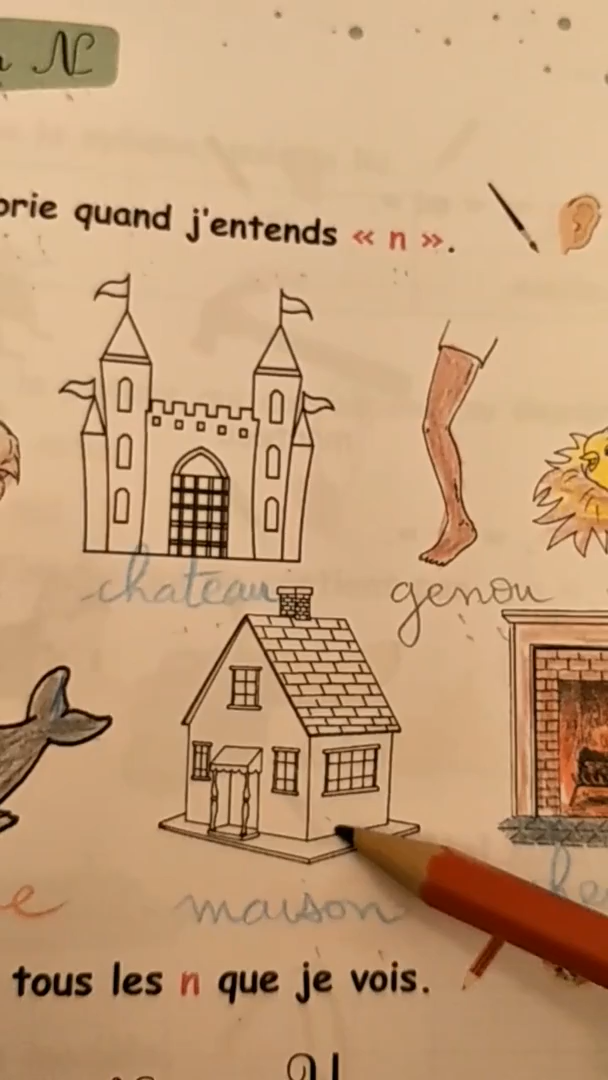 N
orie quand j'entends « n ».
chateau
genou
maison
tous les n que je vois.